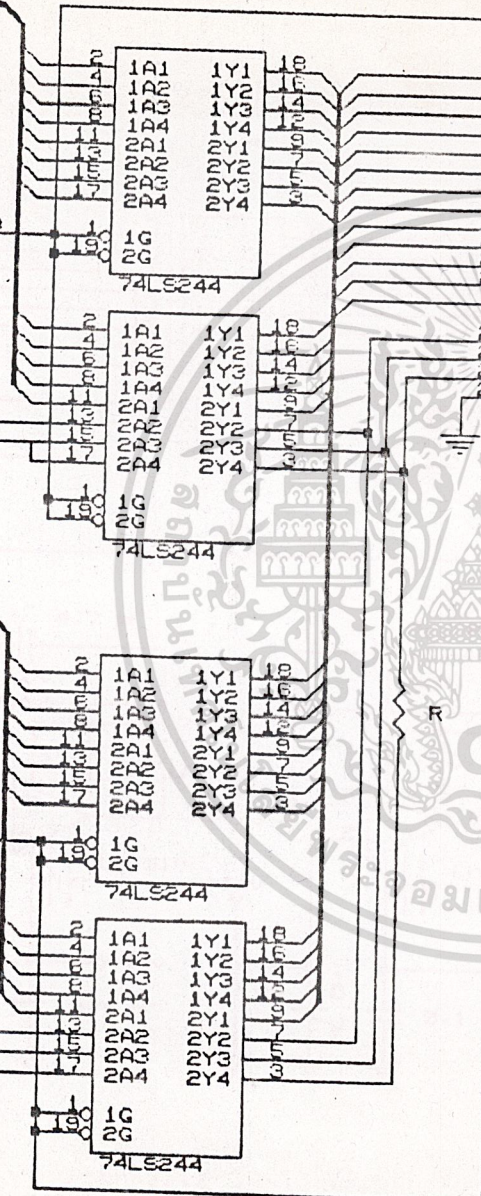 2 1A1 1Y1 18
4 1A2 1Y2 16
6 1A3 1Y3 14
8 1A4 1Y4 12
11 2A1 2Y1 9
13 2A2 2Y2 7
15 2A3 2Y3 5
17 2A4 2Y4 3
1 1G
19 2G
74LS244
2 1A1 1Y1 18
4 1A2 1Y2 16
6 1A3 1Y3 14
8 1A4 1Y4 12
11 2A1 2Y1 9
13 2A2 2Y2 7
15 2A3 2Y3 5
17 2A4 2Y4 3
1 1G
19 2G
74LS244
2 1A1 1Y1 18
4 1A2 1Y2 16
6 1A3 1Y3 14
8 1A4 1Y4 12
11 2A1 2Y1 9
13 2A2 2Y2 7
15 2A3 2Y3 5
17 2A4 2Y4 3
R
1 1G
19 2G
74LS244
2 1A1 1Y1 18
4 1A2 1Y2 16
6 1A3 1Y3 14
8 1A4 1Y4 12
11 2A1 2Y1 9
13 2A2 2Y2 7
15 2A3 2Y3 5
17 2A4 2Y4 3
1 1G
19 2G
74LS244